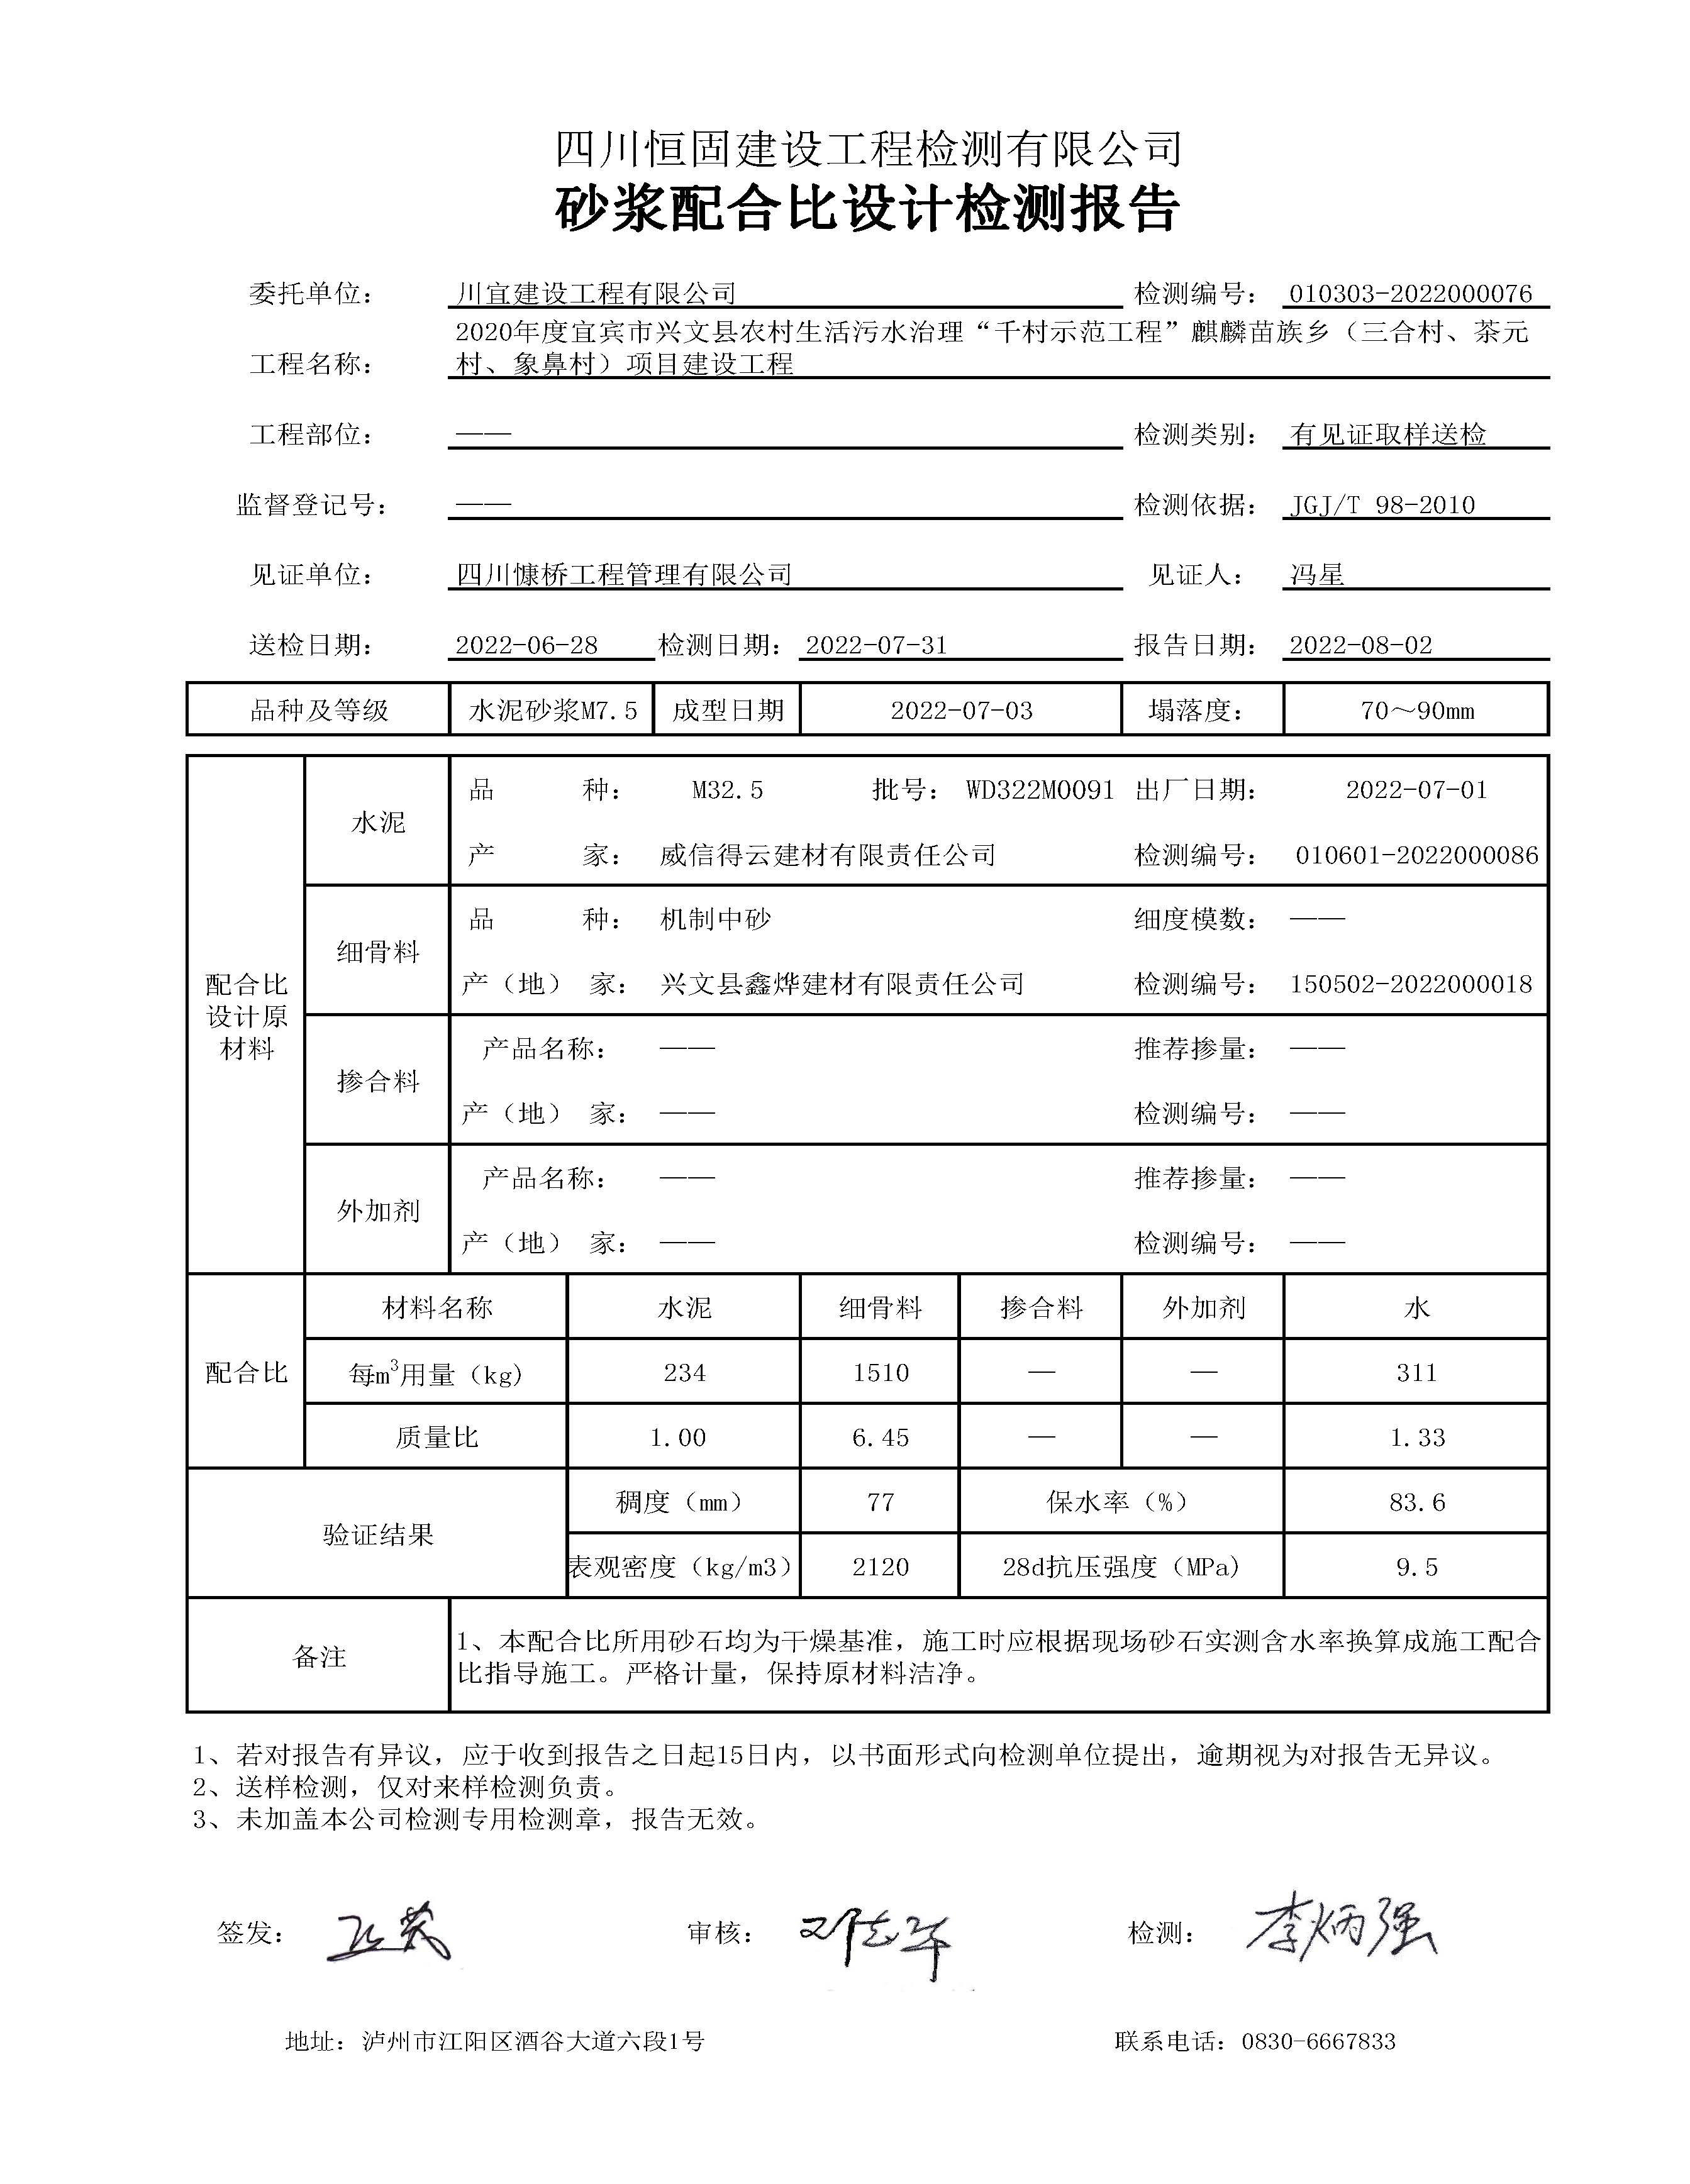 四川恒固建设工程检测有限公司
砂浆配合比设计检测报告
委托单位： 川宜建设工程有限公司 检测编号： 010303-2022000076
2020年度宜宾市兴文县农村生活污水治理“千村示范工程”麒麟苗族乡（三合村、茶元
工程名称： 村、象鼻村）项目建设工程
工程部位： —— 检测类别： 有见证取样送检
监督登记号： —— 检测依据： JGJ/T 98-2010
见证单位： 四川慷桥工程管理有限公司 见证人： 冯星
送检日期： 2022-06-28 检测日期： 2022-07-31 报告日期： 2022-08-02
品种及等级 水泥砂浆M7.5 成型日期 2022-07-03 塌落度： 70～90mm
配合比
设计原
材料
水泥
品 种： M32.5 批号： WD322M0091 出厂日期： 2022-07-01
产 家： 威信得云建材有限责任公司 检测编号： 010601-2022000086
细骨料
品 种： 机制中砂 细度模数： ——
产（地） 家： 兴文县鑫烨建材有限责任公司 检测编号： 150502-2022000018
掺合料
产品名称： —— 推荐掺量： ——
产（地） 家： —— 检测编号： ——
外加剂
产品名称： —— 推荐掺量： ——
产（地） 家： —— 检测编号： ——
配合比
材料名称 水泥 细骨料 掺合料 外加剂 水
每m³用量（kg） 234 1510 — — 311
质量比 1.00 6.45 — — 1.33
验证结果
稠度（mm） 77 保水率（%） 83.6
表观密度（kg/m3） 2120 28d抗压强度（MPa） 9.5
备注
1、本配合比所用砂石均为干燥基准，施工时应根据现场砂石实测含水率换算成施工配合
比指导施工。严格计量，保持原材料洁净。
1、若对报告有异议，应于收到报告之日起15日内，以书面形式向检测单位提出，逾期视为对报告无异议。
2、送样检测，仅对来样检测负责。
3、未加盖本公司检测专用检测章，报告无效。
签发： 审核： 邓志华 检测： 李炳强
地址：泸州市江阳区酒谷大道六段1号 联系电话：0830-6667833